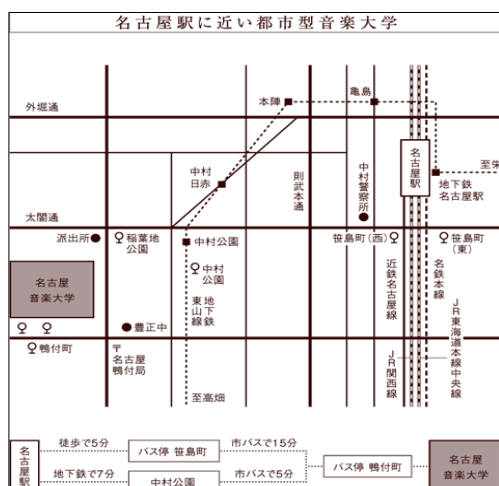 名古屋駅に近い都市型音楽大学
外堀通
本陣
亀島
名古屋駅
至栄
地下鉄
名古屋駅
中村
日赤
則武本通
中村警察所
太閤通
派出所
稲葉地
公園
中村公園
笹島町(西)
笹島町
(東)
名古屋
音楽大学
中村
公園
地下鉄
東山線
近鉄名古屋線
名鉄本線
JR東海道本線中央線
JR関西線
豊正中
鴨付町
〒名古屋鴨付局
至高畑
名古屋駅
徒歩で5分
バス停 笹島町
市バスで15分
地下鉄で7分
中村公園
市バスで5分
バス停 鴨付町
名古屋
音楽大学